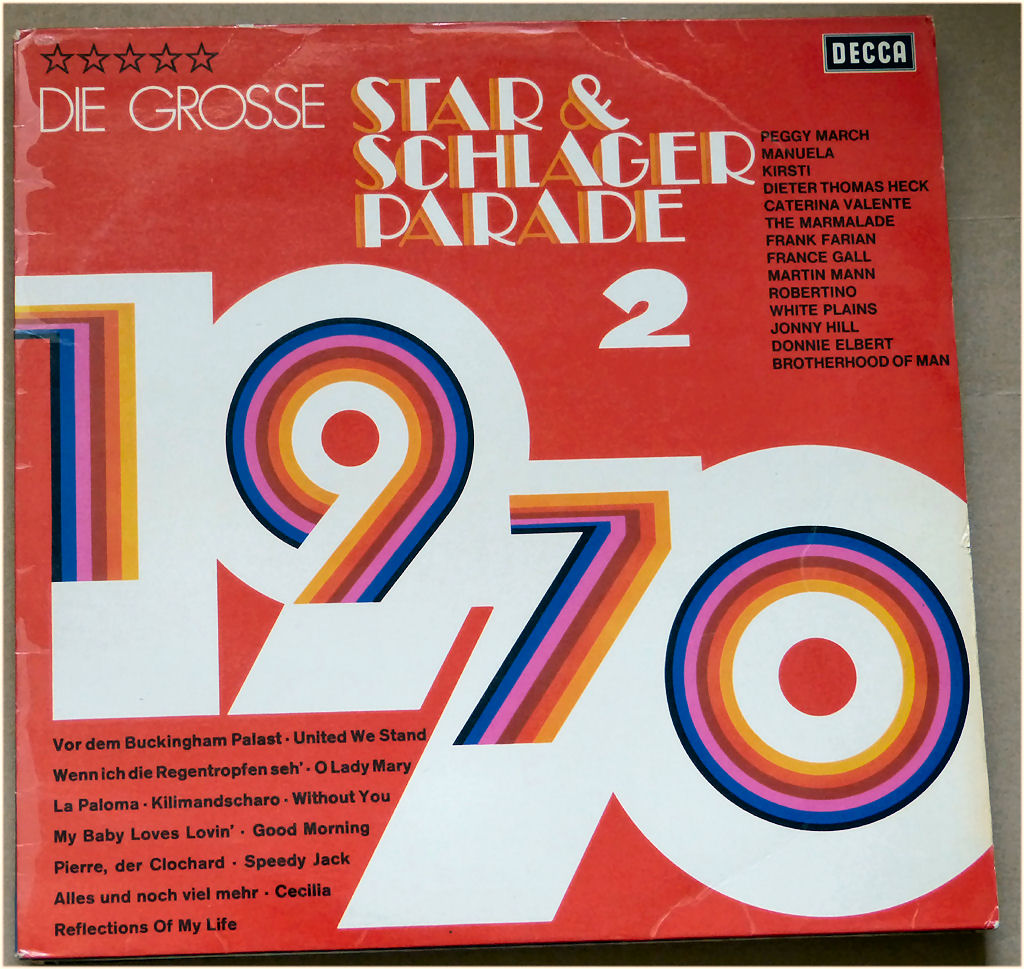 DIE GROSSE
STAR &
SCHLAGER
PARADE
2
DECCA
PEGGY MARCH
MANUELA
KIRSTI
DIETER THOMAS HECK
CATERINA VALENTE
THE MARMALADE
FRANK FARIAN
FRANCE GALL
MARTIN MANN
ROBERTINO
WHITE PLAINS
JONNY HILL
DONNIE ELBERT
BROTHERHOOD OF MAN
1970
Vor dem Buckingham Palast · United We Stand
Wenn ich die Regentropfen seh' · O Lady Mary
La Paloma · Kilimandscharo · Without You
My Baby Loves Lovin' · Good Morning
Pierre, der Clochard · Speedy Jack
Alles und noch viel mehr · Cecilia
Reflections Of My Life